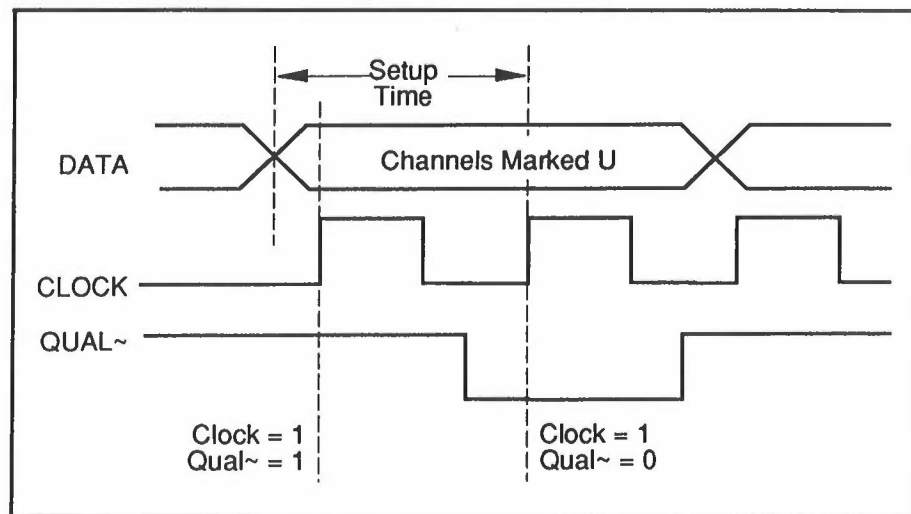 Setup
Time
DATA
Channels Marked U
CLOCK
QUAL~
Clock = 1
Qual~ = 1
Clock = 1
Qual~ = 0